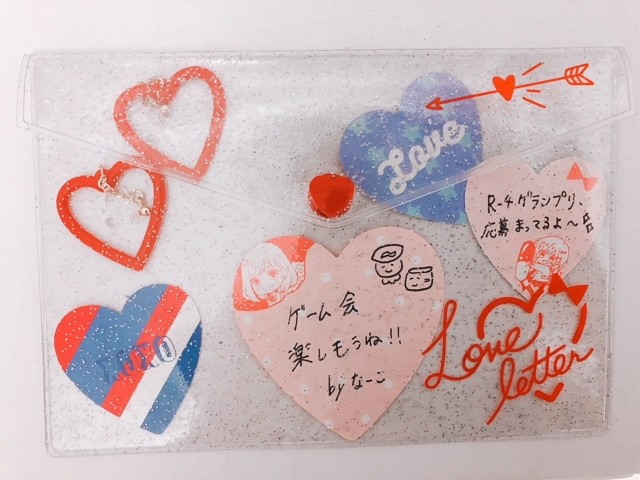 Love
R-4グランプリ、
応募まってるよ〜
ゲーム会
楽しもうね!!
byなーこ
Love
letter